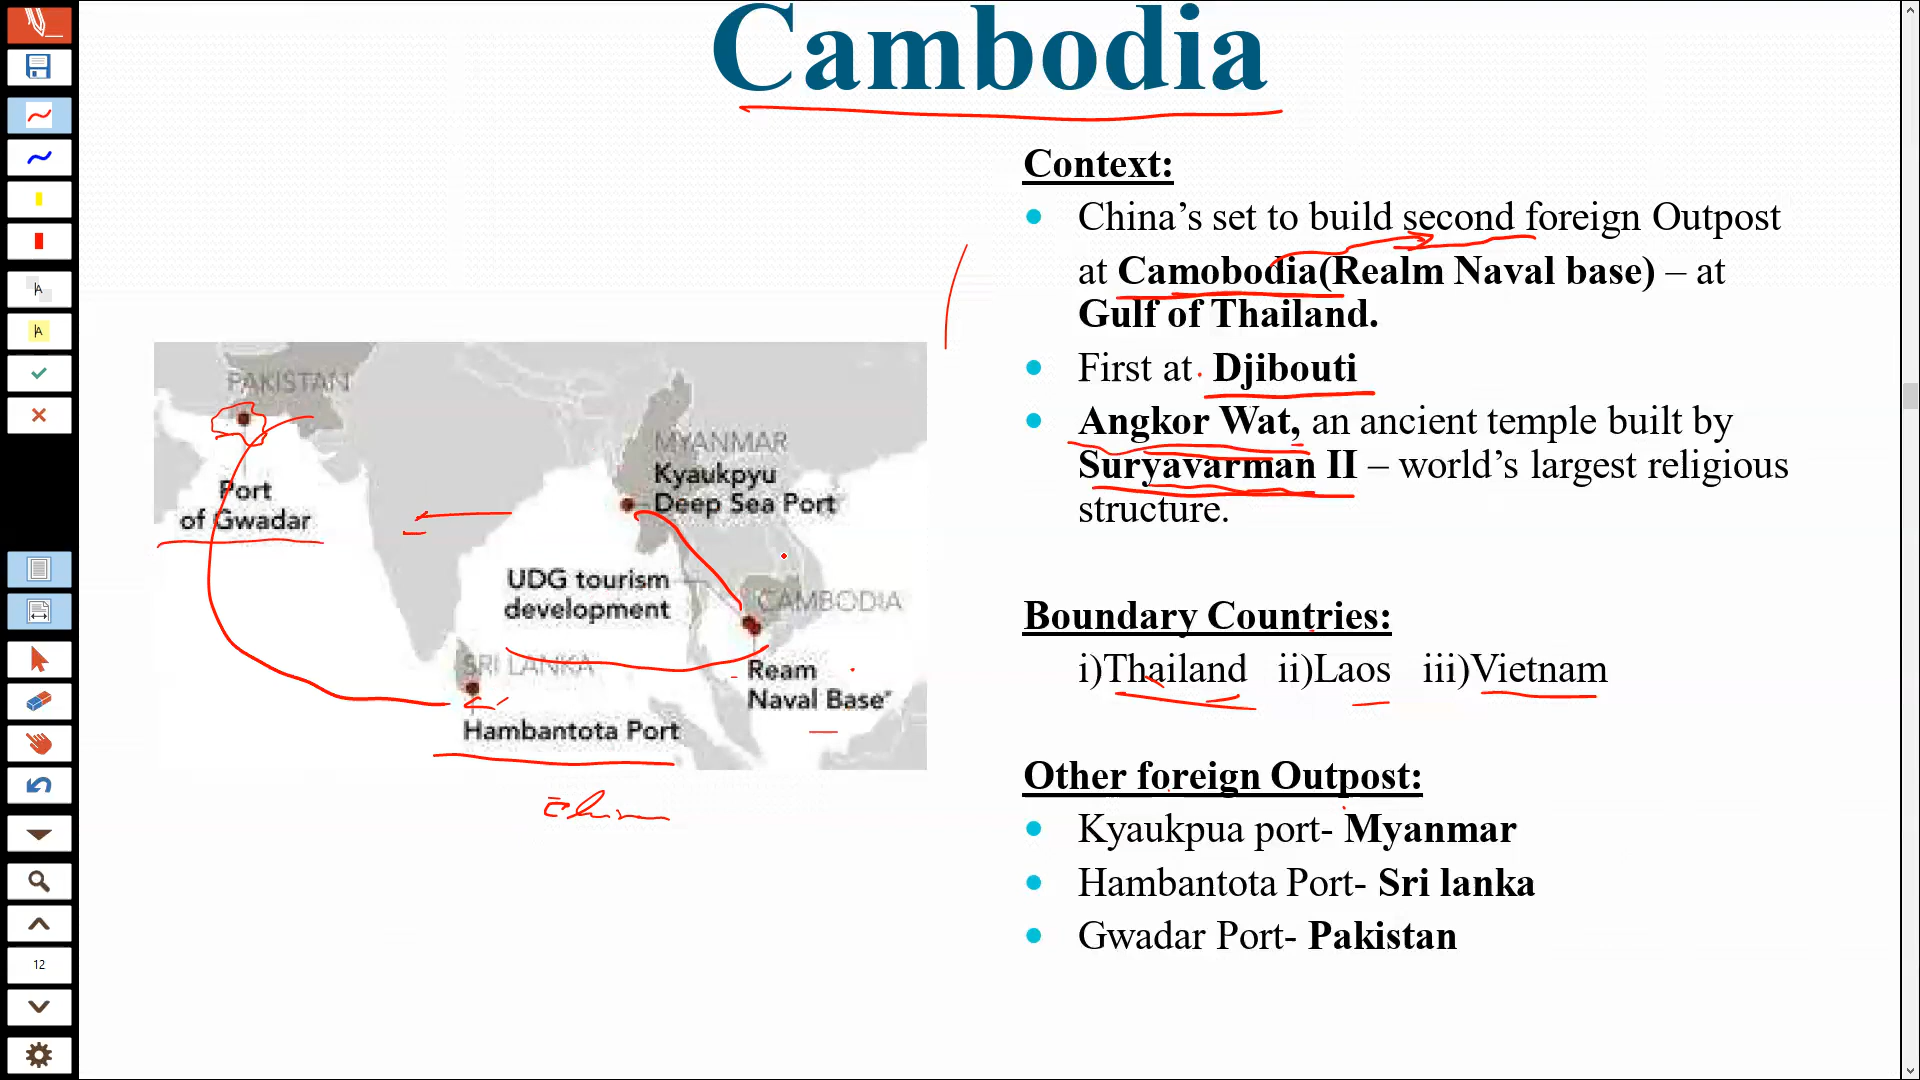 Cambodia
Context:
China’s set to build second foreign Outpost
at Camobodia(Realm Naval base) – at
Gulf of Thailand.
First at Djibouti
Angkor Wat, an ancient temple built by
Suryavarman II – world’s largest religious
structure.
Boundary Countries:
i)Thailand ii)Laos iii)Vietnam
Other foreign Outpost:
Kyaukpua port- Myanmar
Hambantota Port- Sri lanka
Gwadar Port- Pakistan
PAKISTAN
Port
of Gwadar
MYANMAR
Kyaukpyu
Deep Sea Port
UDG tourism
development
CAMBODIA
SRI LANKA
Ream
Naval Base*
Hambantota Port
12